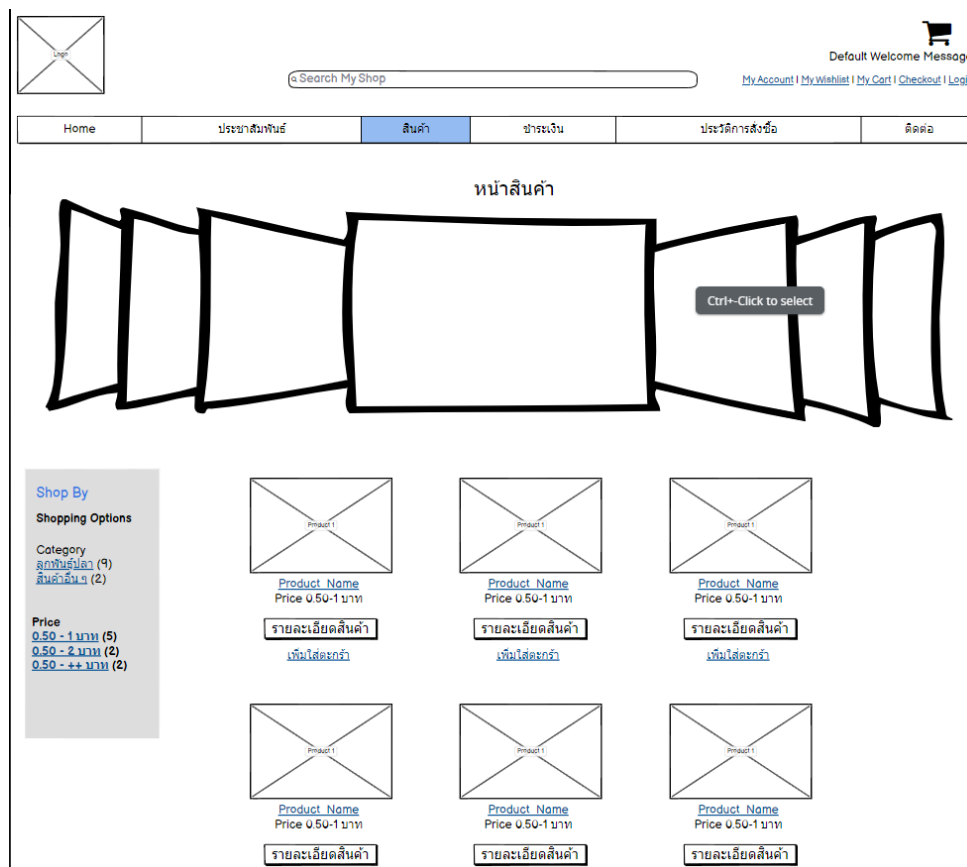 Logo
Default Welcome Message
Search My Shop
My Account | My Wishlist | My Cart | Checkout | Logi
Home ประชาสัมพันธ์ สินค้า ชำระเงิน ประวัติการสั่งซื้อ ติดต่อ
หน้าสินค้า
Ctrl+-Click to select
Shop By
Shopping Options
Category
ลูกพันธุ์ปลา (9)
สินค้าอื่น ๆ (2)
Price
0.50 - 1 บาท (5)
0.50 - 2 บาท (2)
0.50 - ++ บาท (2)
Product 1 Product 1 Product 1
Product Name Product Name Product Name
Price 0.50-1 บาท Price 0.50-1 บาท Price 0.50-1 บาท
รายละเอียดสินค้า รายละเอียดสินค้า รายละเอียดสินค้า
เพิ่มใส่ตะกร้า เพิ่มใส่ตะกร้า เพิ่มใส่ตะกร้า
Product 1 Product 1 Product 1
Product Name Product Name Product Name
Price 0.50-1 บาท Price 0.50-1 บาท Price 0.50-1 บาท
รายละเอียดสินค้า รายละเอียดสินค้า รายละเอียดสินค้า